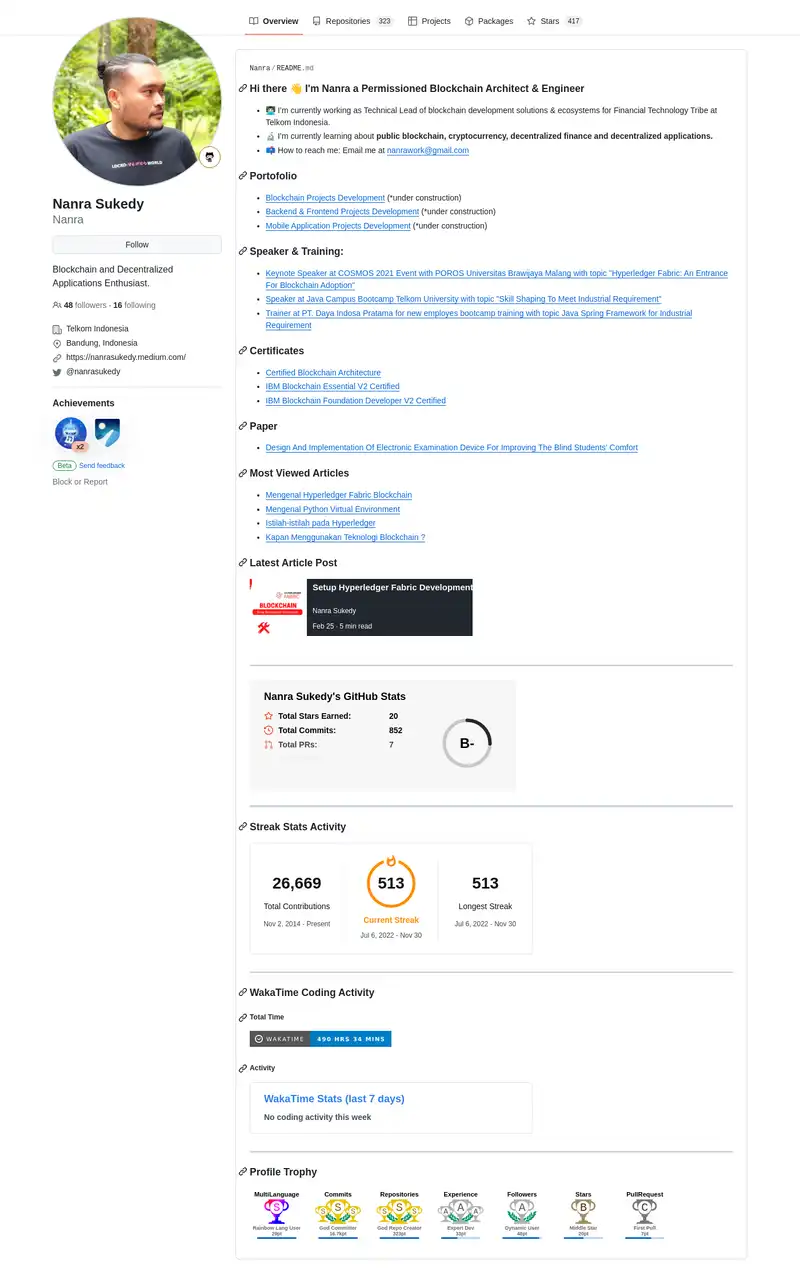 Overview Repositories 323 Projects Packages Stars 417
Nanra / README.md
Hi there 👋 I'm Nanra a Permissioned Blockchain Architect & Engineer
👨‍💻 I'm currently working as Technical Lead of blockchain development solutions & ecosystems for Financial Technology Tribe at
Telkom Indonesia.
🔬 I'm currently learning about public blockchain, cryptocurrency, decentralized finance and decentralized applications.
📫 How to reach me: Email me at nanrawork@gmail.com
Nanra Sukedy
Nanra
Follow
Blockchain and Decentralized
Applications Enthusiast.
48 followers · 16 following
Telkom Indonesia
Bandung, Indonesia
https://nanrasukedy.medium.com/
@nanrasukedy
Achievements
x2
Beta Send feedback
Block or Report
Portofolio
Blockchain Projects Development (*under construction)
Backend & Frontend Projects Development (*under construction)
Mobile Application Projects Development (*under construction)
Speaker & Training:
Keynote Speaker at COSMOS 2021 Event with POROS Universitas Brawijaya Malang with topic "Hyperledger Fabric: An Entrance
For Blockchain Adoption"
Speaker at Java Campus Bootcamp Telkom University with topic "Skill Shaping To Meet Industrial Requirement"
Trainer at PT. Daya Indosa Pratama for new employes bootcamp training with topic Java Spring Framework for Industrial
Requirement
Certificates
Certified Blockchain Architecture
IBM Blockchain Essential V2 Certified
IBM Blockchain Foundation Developer V2 Certified
Paper
Design And Implementation Of Electronic Examination Device For Improving The Blind Students' Comfort
Most Viewed Articles
Mengenal Hyperledger Fabric Blockchain
Mengenal Python Virtual Environment
Istilah-istilah pada Hyperledger
Kapan Menggunakan Teknologi Blockchain ?
Latest Article Post
BLOCKCHAIN
Setup Hyperledger Fabric Development
Nanra Sukedy
Feb 25 · 5 min read
Nanra Sukedy's GitHub Stats
Total Stars Earned: 20
Total Commits: 852
Total PRs: 7
B-
Streak Stats Activity
26,669 513 513
Total Contributions Current Streak Longest Streak
Nov 2, 2014 - Present Jul 6, 2022 - Nov 30 Jul 6, 2022 - Nov 30
WakaTime Coding Activity
Total Time
WAKATIME 490 HRS 34 MINS
Activity
WakaTime Stats (last 7 days)
No coding activity this week
Profile Trophy
MultiLanguage Commits Repositories Experience Followers Stars PullRequest
S S S S S S S A A A A B C
Rainbow Lang User God Committer God Repo Creator Expert Dev Dynamic User Middle Star First Pull
29pt 16.7kpt 323pt 33pt 48pt 20pt 7pt